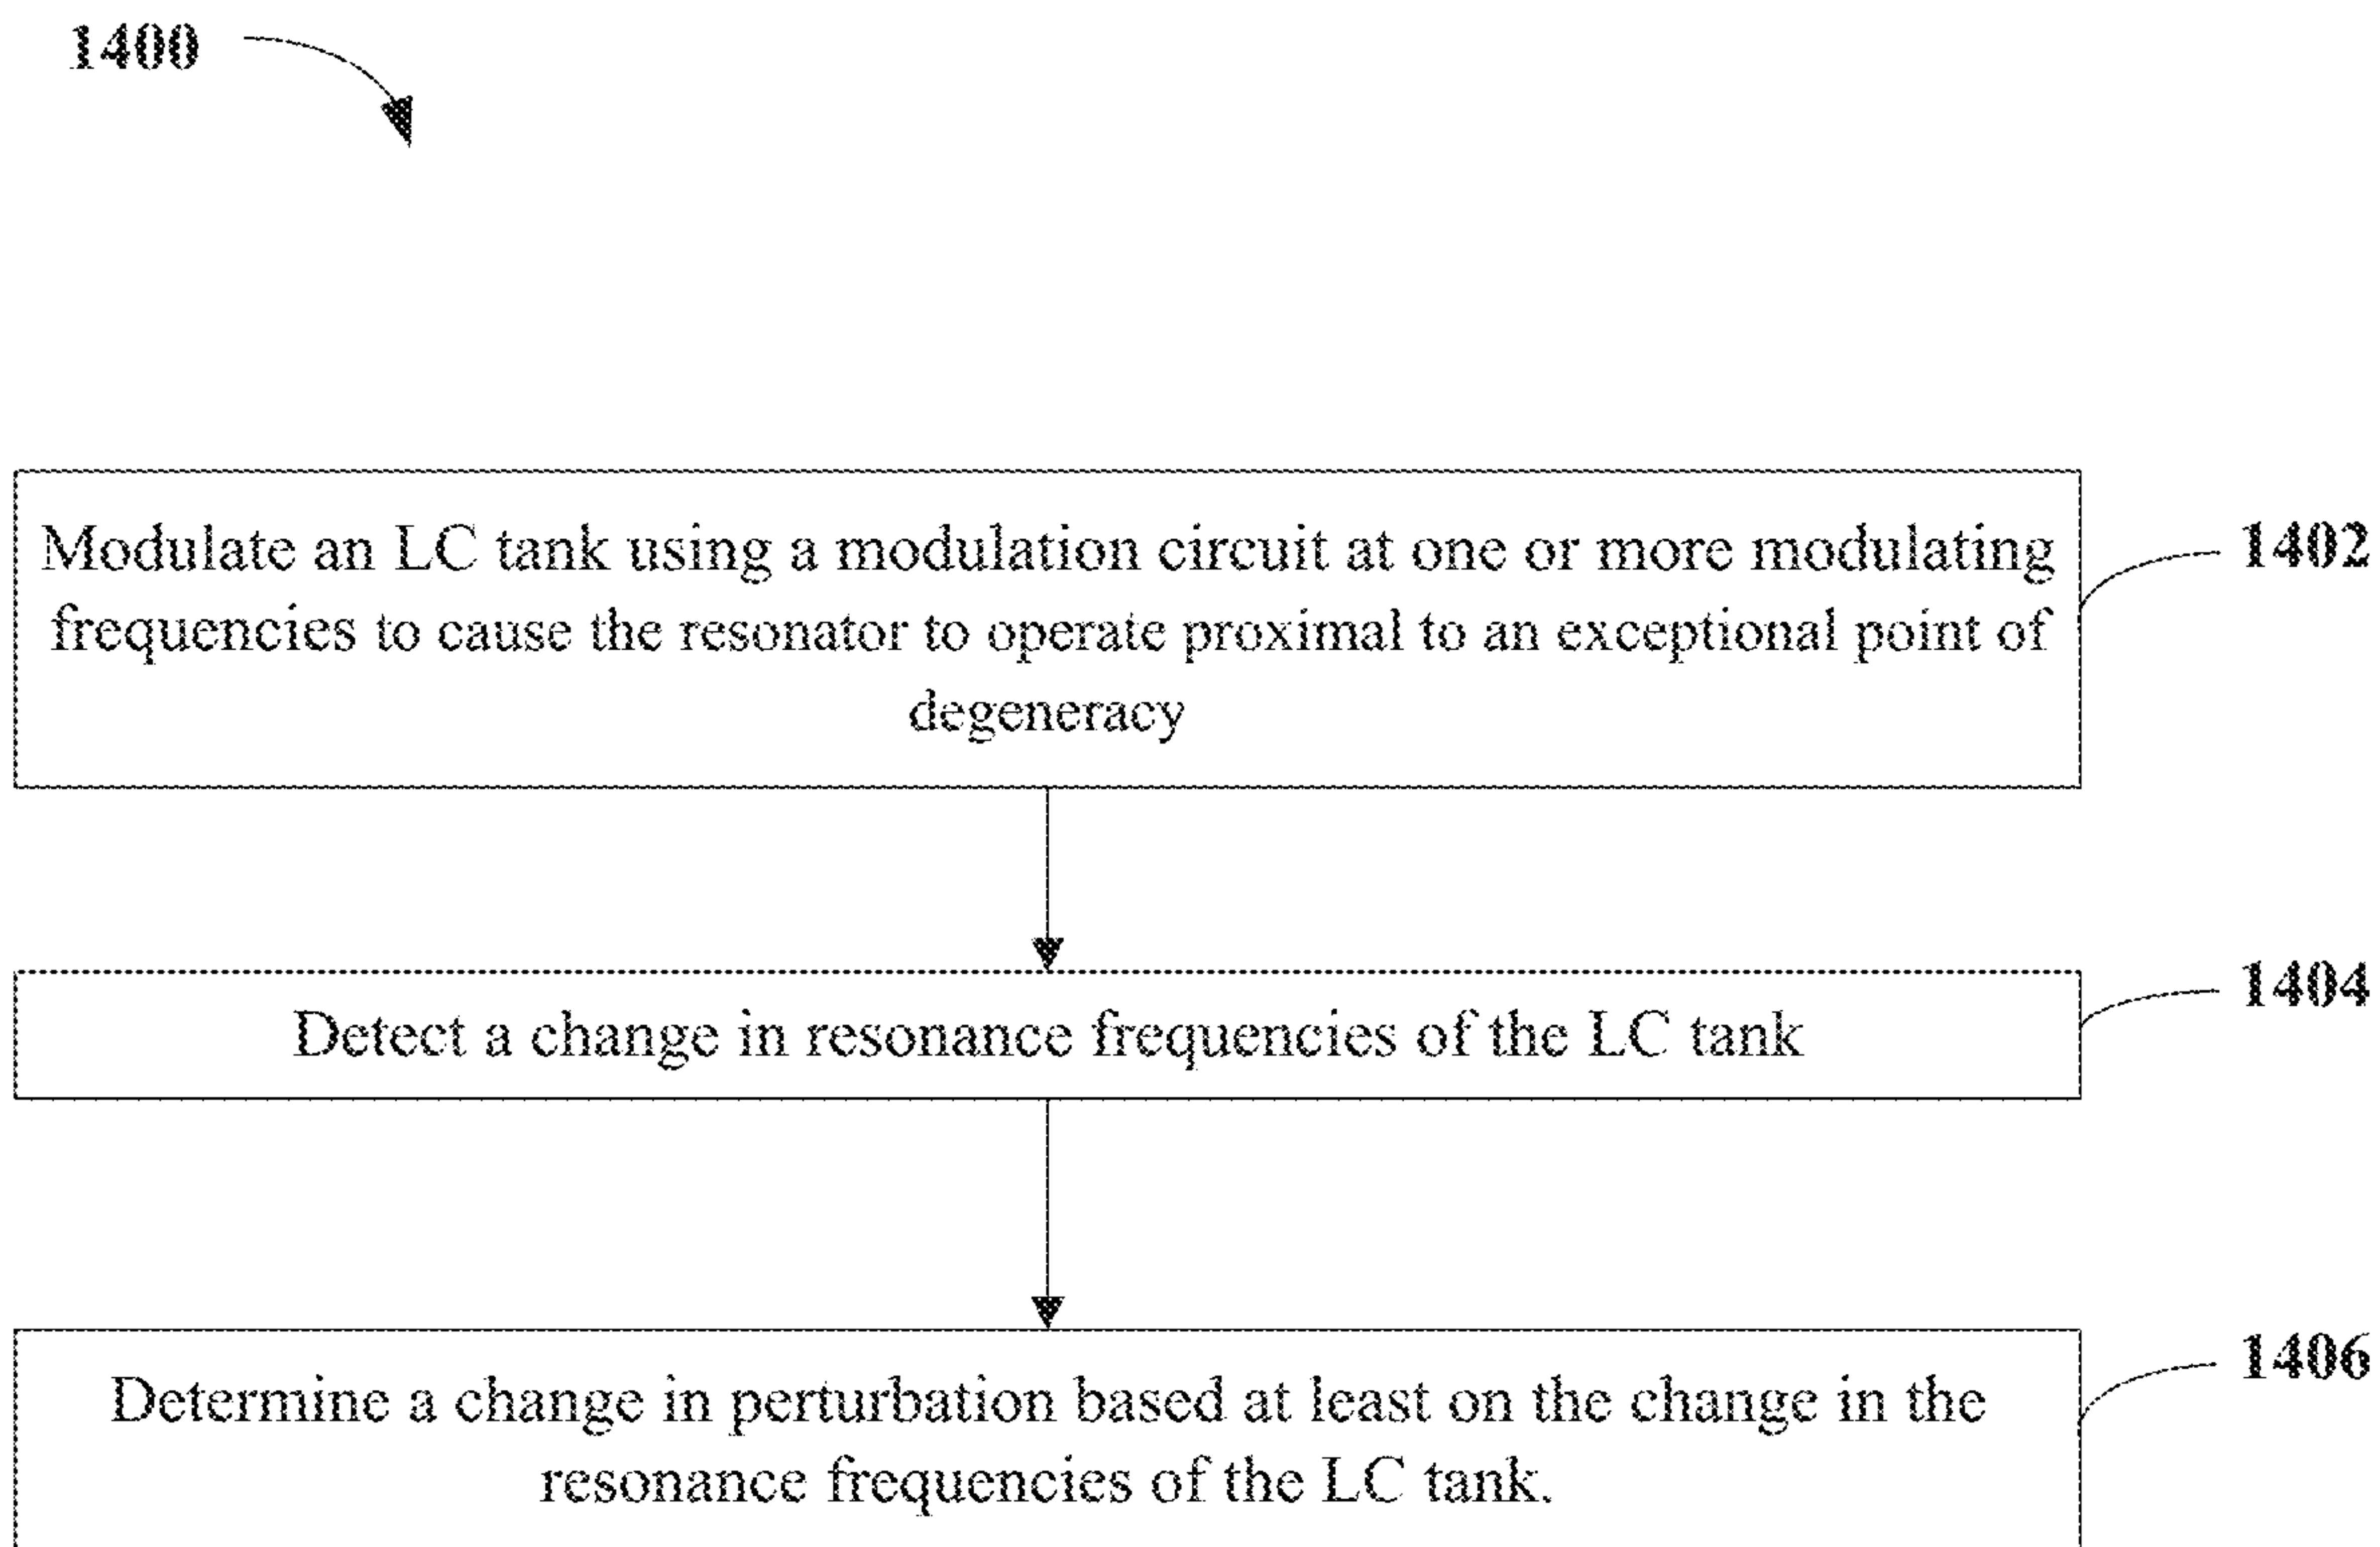 1400
Modulate an LC tank using a modulation circuit at one or more modulating
1402
frequencies to cause the resonator to operate proximal to an exceptional point of
degeneracy
Detect a change in resonance frequencies of the LC tank
1404
Determine a change in perturbation based at least on the change in the
1406
resonance frequencies of the LC tank.